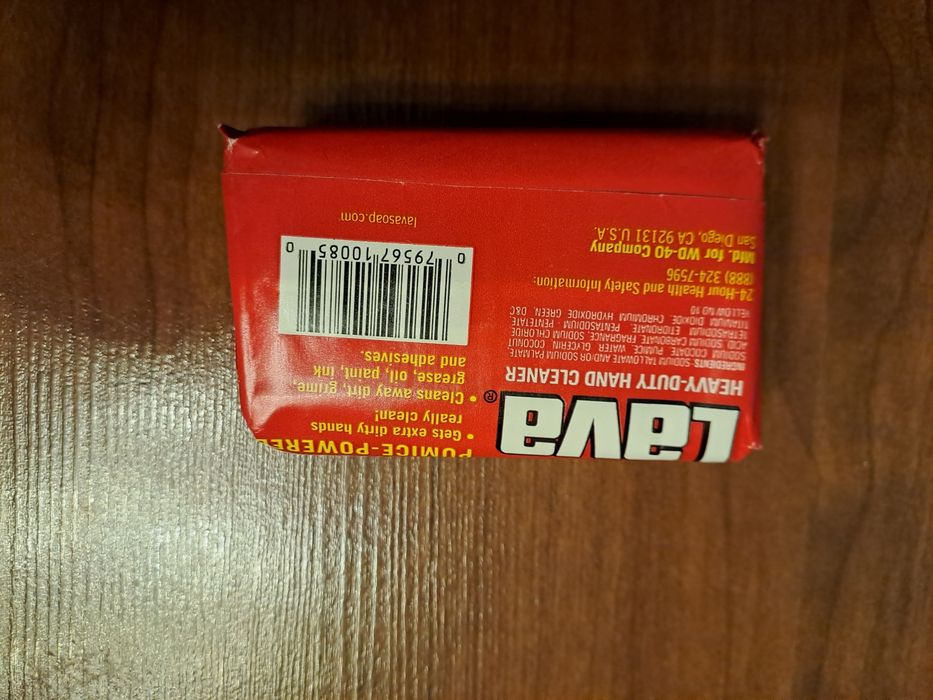 Lava®
HEAVY-DUTY HAND CLEANER
INGREDIENTS: SODIUM TALLOWATE AND/OR SODIUM PALMATE,
SODIUM COCOATE, PUMICE, WATER, GLYCERIN, COCONUT
ACID, SODIUM CARBONATE, FRAGRANCE, SODIUM CHLORIDE,
TETRASODIUM ETIDRONATE, PENTASODIUM PENTETATE,
TITANIUM DIOXIDE, CHROMIUM HYDROXIDE GREEN, D&C
YELLOW NO 10
24-Hour Health and Safety Information:
(888) 324-7596
Mfd. for WD-40 Company
San Diego, CA 92131 U.S.A.
PUMICE-POWERED
• Gets extra dirty hands
really clean!
• Cleans away dirt, grime,
grease, oil, paint, ink
and adhesives.
0 79567 10085 0
lavasoap.com